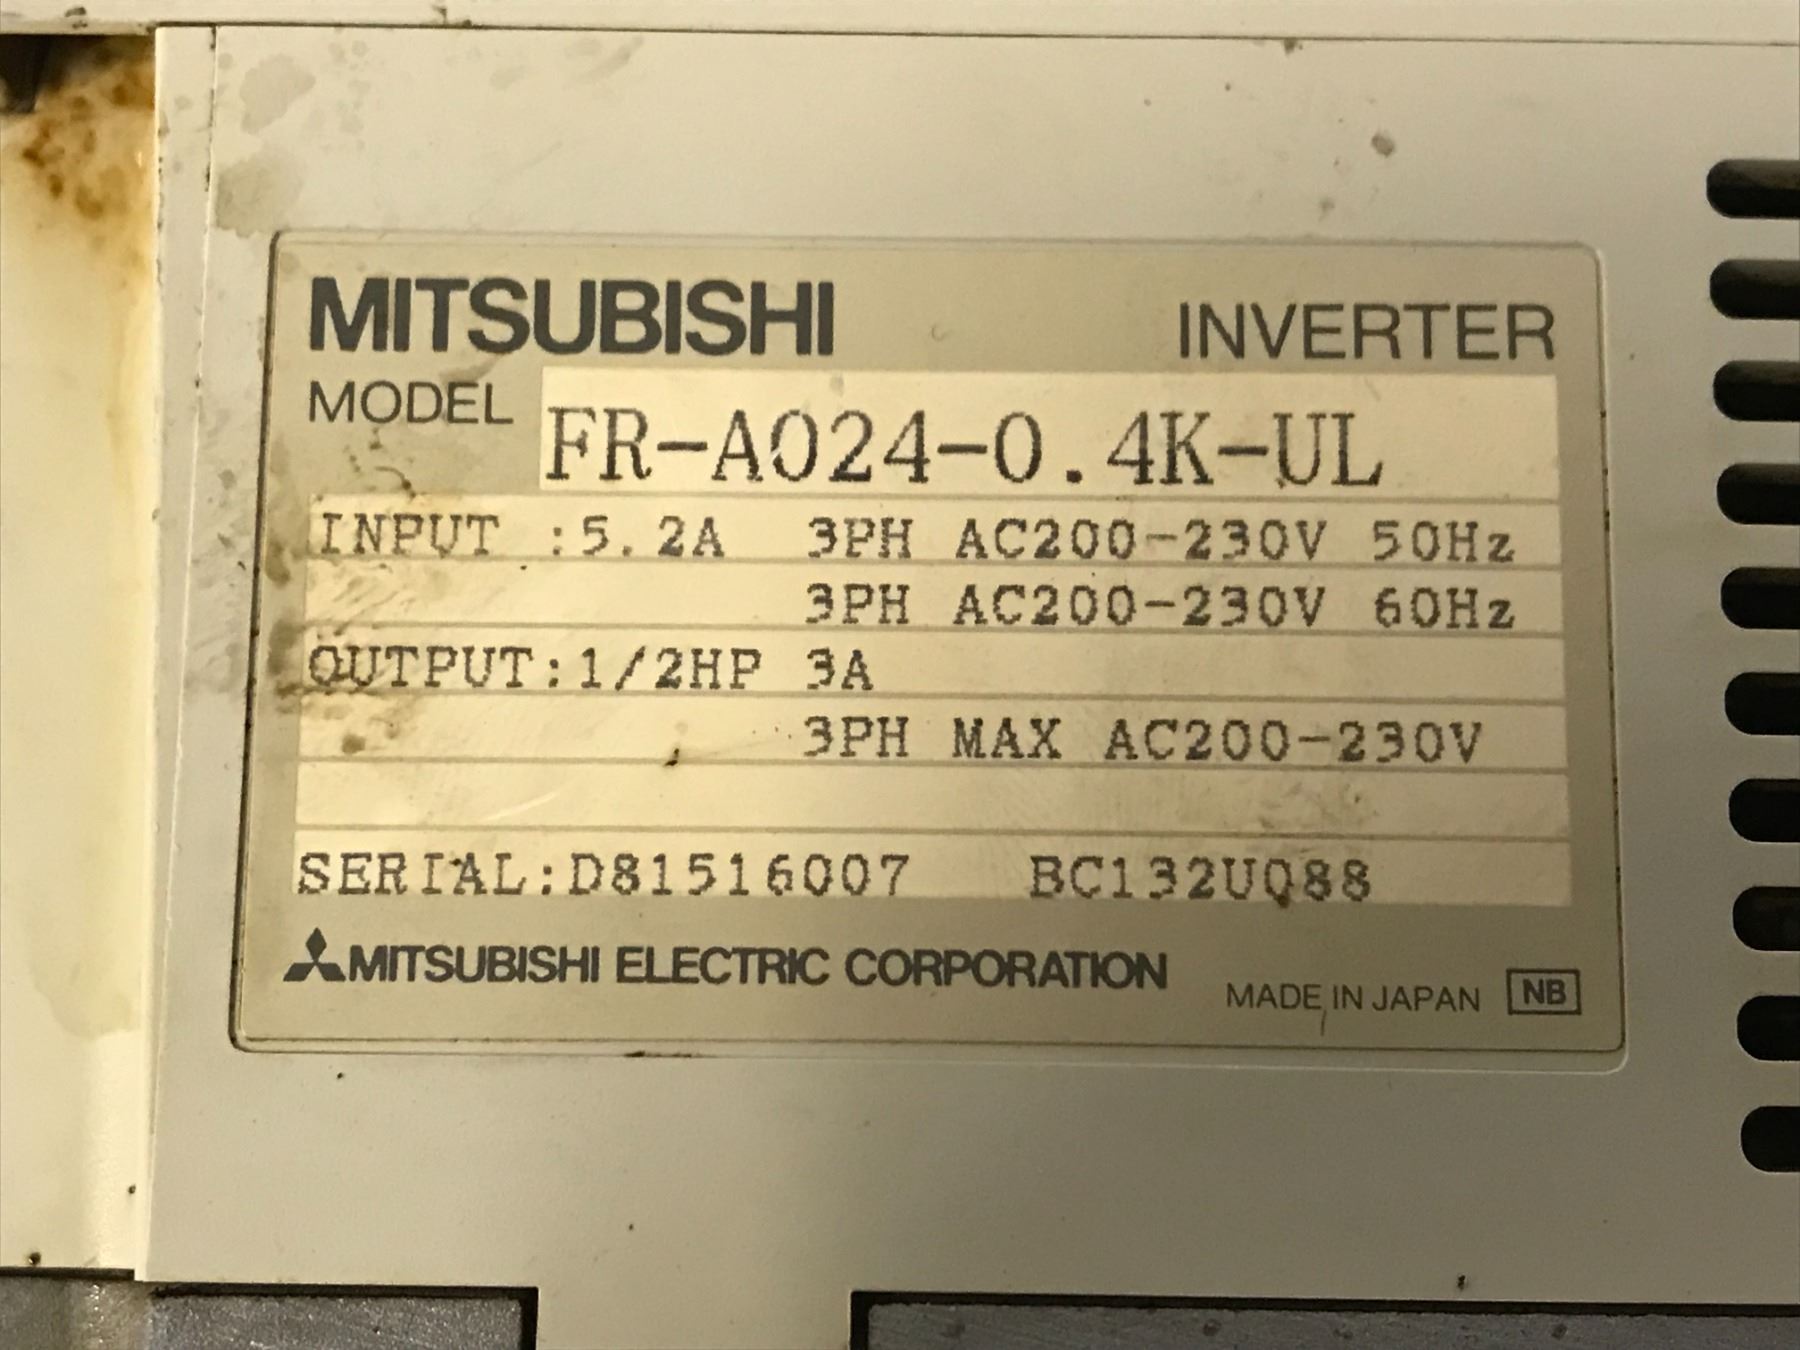 MITSUBISHI INVERTER
MODEL FR-A024-0.4K-UL
INPUT :5.2A 3PH AC200-230V 50Hz
3PH AC200-230V 60Hz
OUTPUT:1/2HP 3A
3PH MAX AC200-230V
SERIAL:D81516007 BC132U088
MITSUBISHI ELECTRIC CORPORATION
MADE IN JAPAN NB